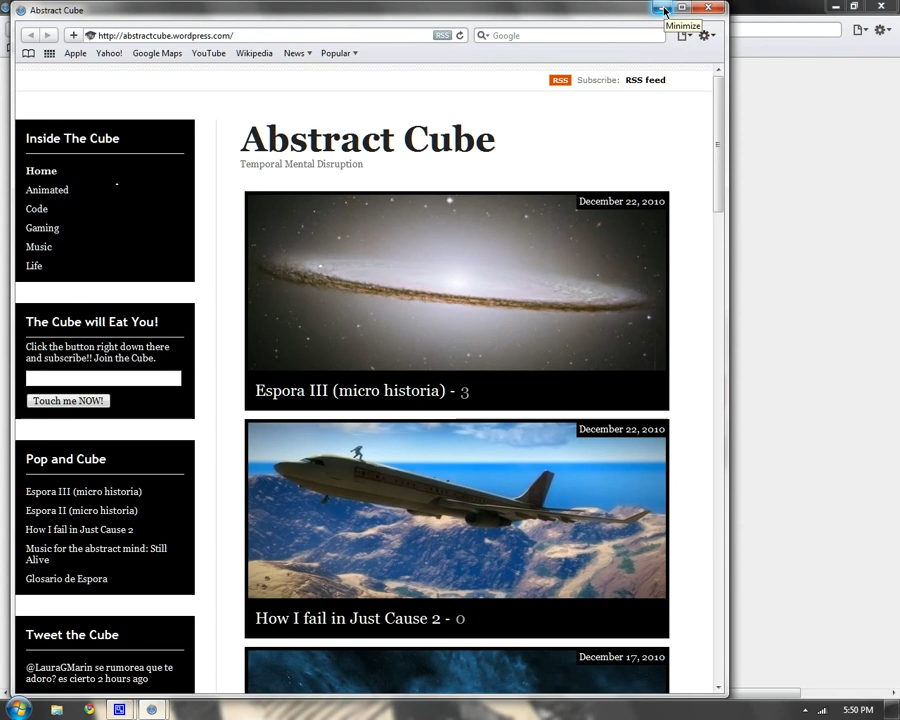 Abstract Cube
Minimize
http://abstractcube.wordpress.com/
RSS
Google
Apple
Yahoo!
Google Maps
YouTube
Wikipedia
News
Popular
RSS
Subscribe:
RSS feed
Inside The Cube
Home
Animated
Code
Gaming
Music
Life
The Cube will Eat You!
Click the button right down there
and subscribe!! Join the Cube.
Touch me NOW!
Pop and Cube
Espora III (micro historia)
Espora II (micro historia)
How I fail in Just Cause 2
Music for the abstract mind: Still
Alive
Glosario de Espora
Tweet the Cube
@LauraGMarin se rumorea que te
adoro? es cierto 2 hours ago
Abstract Cube
Temporal Mental Disruption
December 22, 2010
Espora III (micro historia) - 3
December 22, 2010
How I fail in Just Cause 2 - 0
December 17, 2010
5:50 PM